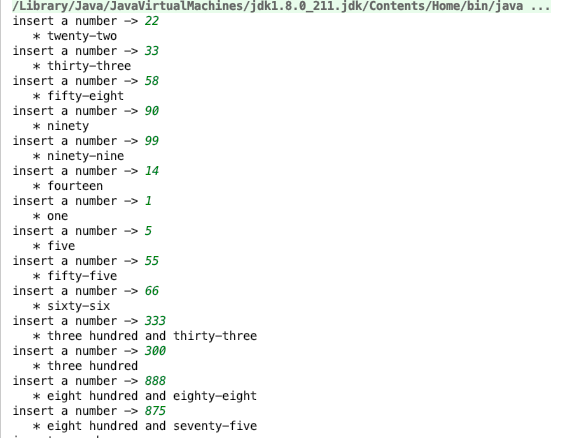 /Library/Java/JavaVirtualMachines/jdk1.8.0_211.jdk/Contents/Home/bin/java ...
insert a number -> 22
* twenty-two
insert a number -> 33
* thirty-three
insert a number -> 58
* fifty-eight
insert a number -> 90
* ninety
insert a number -> 99
* ninety-nine
insert a number -> 14
* fourteen
insert a number -> 1
* one
insert a number -> 5
* five
insert a number -> 55
* fifty-five
insert a number -> 66
* sixty-six
insert a number -> 333
* three hundred and thirty-three
insert a number -> 300
* three hundred
insert a number -> 888
* eight hundred and eighty-eight
insert a number -> 875
* eight hundred and seventy-five